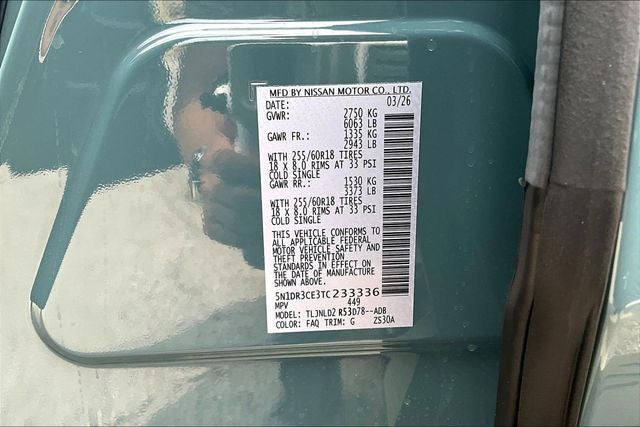 MFD BY NISSAN MOTOR CO., LTD.
DATE: 03/26
GVWR: 2750 KG
6063 LB
GAWR FR.: 1335 KG
2943 LB
WITH 255/60R18 TIRES
18 x 8.0 RIMS AT 33 PSI
COLD SINGLE
GAWR RR.: 1530 KG
3373 LB
WITH 255/60R18 TIRES
18 x 8.0 RIMS AT 33 PSI
COLD SINGLE
THIS VEHICLE CONFORMS TO
ALL APPLICABLE FEDERAL
MOTOR VEHICLE SAFETY AND
THEFT PREVENTION
STANDARDS IN EFFECT ON
THE DATE OF MANUFACTURE
SHOWN ABOVE.
5N1DR3CE3TC233336
MPV 449
MODEL: TLJNLD2 R53D78--ADB
COLOR: FAQ TRIM: G ZS30A